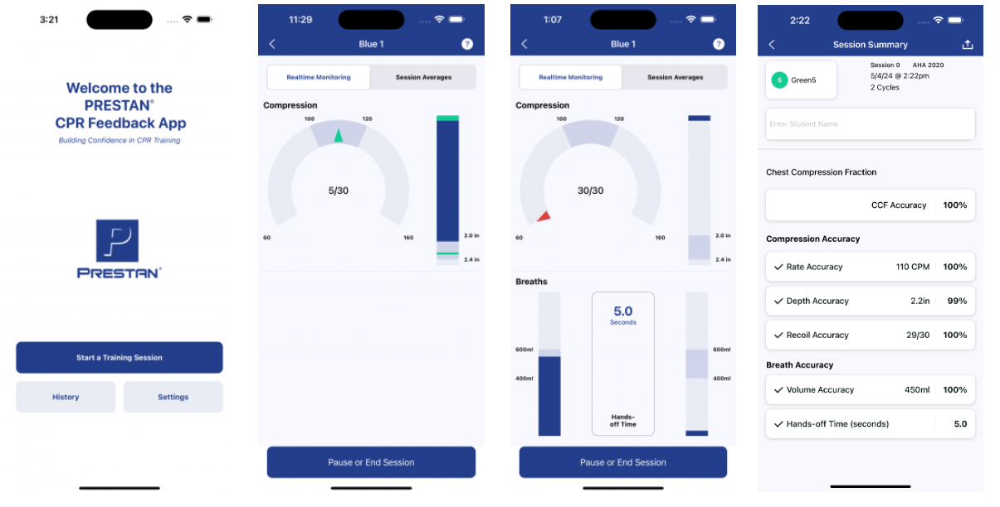 3:21
Welcome to the
PRESTAN®
CPR Feedback App
Building Confidence in CPR Training
P
PRESTAN®
Start a Training Session
History
Settings
11:29
Blue 1
?
Realtime Monitoring
Session Averages
Compression
100
120
5/30
60
160
2.0 in
2.4 in
Pause or End Session
1:07
Blue 1
?
Realtime Monitoring
Session Averages
Compression
100
120
30/30
60
160
2.0 in
2.4 in
Breaths
600ml
400ml
5.0
Seconds
Hands-
off Time
600ml
400ml
Pause or End Session
2:22
Session Summary
5 Green5
Session 0 AHA 2020
5/4/24 @ 2:22pm
2 Cycles
Enter Student Name
Chest Compression Fraction
CCF Accuracy 100%
Compression Accuracy
Rate Accuracy 110 CPM 100%
Depth Accuracy 2.2in 99%
Recoil Accuracy 29/30 100%
Breath Accuracy
Volume Accuracy 450ml 100%
Hands-off Time (seconds) 5.0